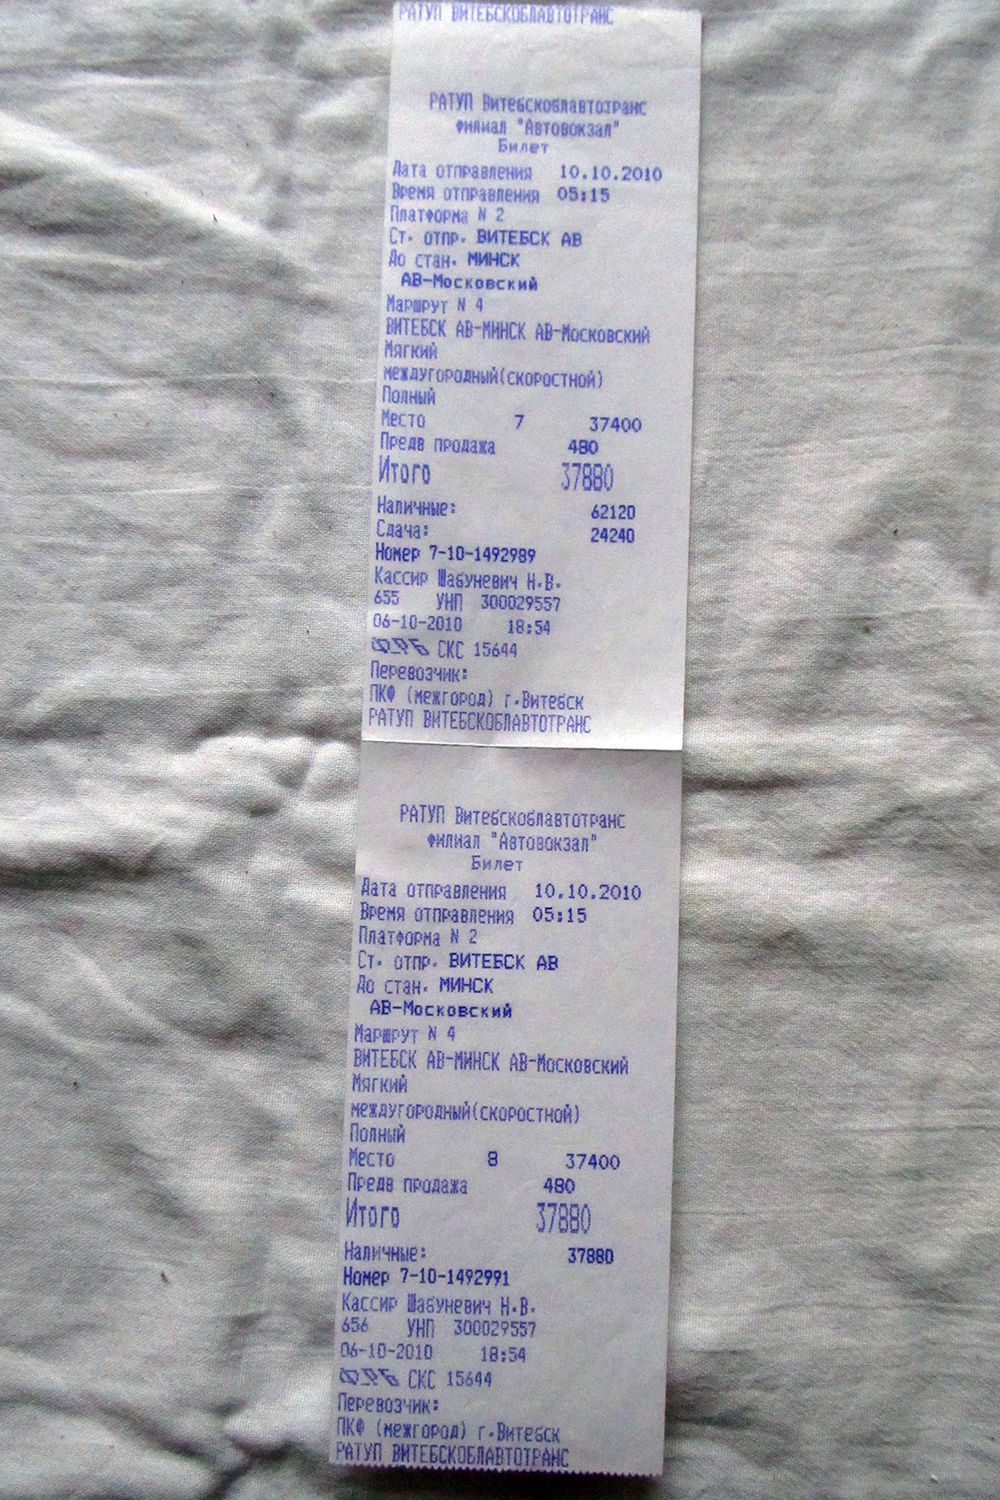 РАТУП ВИТЕБСКОБЛАВТОТРАНС
РАТУП Витебскоблавтотранс
филиал "Автовокзал"
Билет
Дата отправления 10.10.2010
Время отправления 05:15
Платформа N 2
Ст. отпр. ВИТЕБСК АВ
До стан. МИНСК
АВ-Московский
Маршрут N 4
ВИТЕБСК АВ-МИНСК АВ-Московский
Мягкий
междугородный(скоростной)
Полный
Место 7 37400
Предв продажа 480
Итого 37880
Наличные: 62120
Сдача: 24240
Номер 7-10-1492989
Кассир Шабуневич Н.В.
655 УНП 300029557
06-10-2010 18:54
СКС 15644
Перевозчик:
ПКФ (межгород) г.Витебск
РАТУП ВИТЕБСКОБЛАВТОТРАНС
РАТУП Витебскоблавтотранс
филиал "Автовокзал"
Билет
Дата отправления 10.10.2010
Время отправления 05:15
Платформа N 2
Ст. отпр. ВИТЕБСК АВ
До стан. МИНСК
АВ-Московский
Маршрут N 4
ВИТЕБСК АВ-МИНСК АВ-Московский
Мягкий
междугородный(скоростной)
Полный
Место 8 37400
Предв продажа 480
Итого 37880
Наличные: 37880
Номер 7-10-1492991
Кассир Шабуневич Н.В.
656 УНП 300029557
06-10-2010 18:54
СКС 15644
Перевозчик:
ПКФ (межгород) г.Витебск
РАТУП ВИТЕБСКОБЛАВТОТРАНС